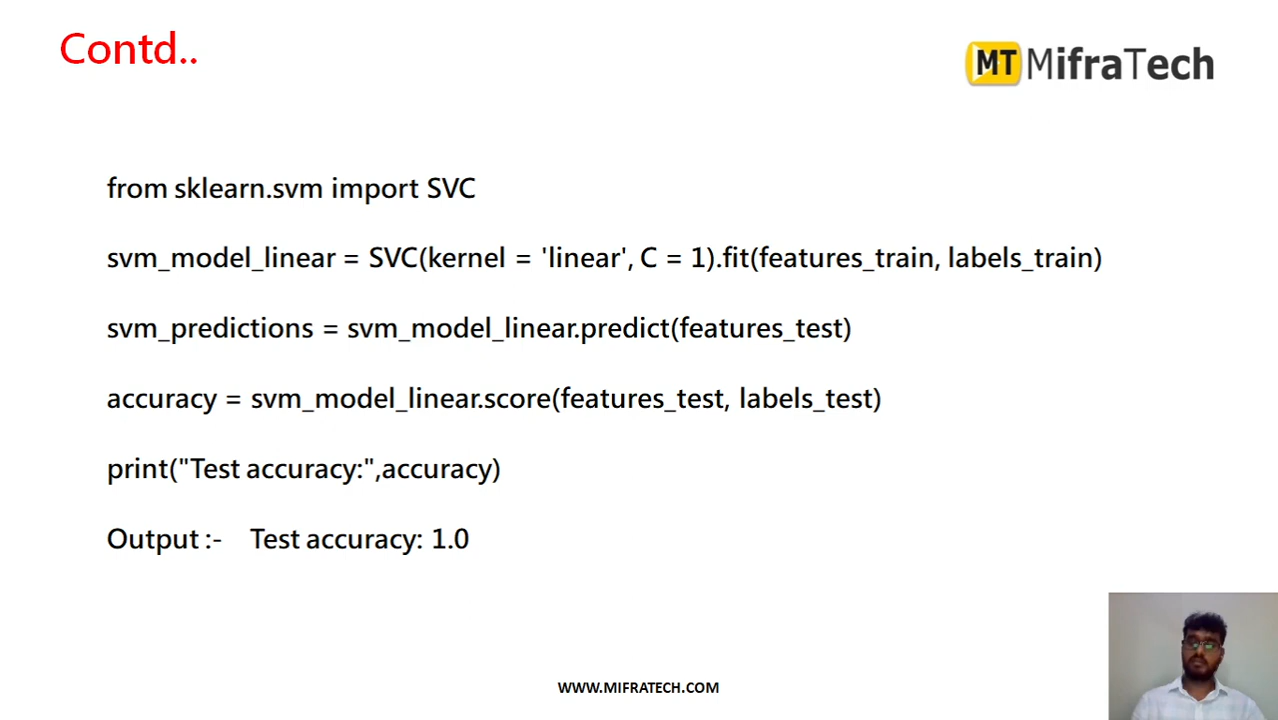 Contd..
MT MifraTech
from sklearn.svm import SVC
svm_model_linear = SVC(kernel = 'linear', C = 1).fit(features_train, labels_train)
svm_predictions = svm_model_linear.predict(features_test)
accuracy = svm_model_linear.score(features_test, labels_test)
print("Test accuracy:",accuracy)
Output :- Test accuracy: 1.0
WWW.MIFRATECH.COM